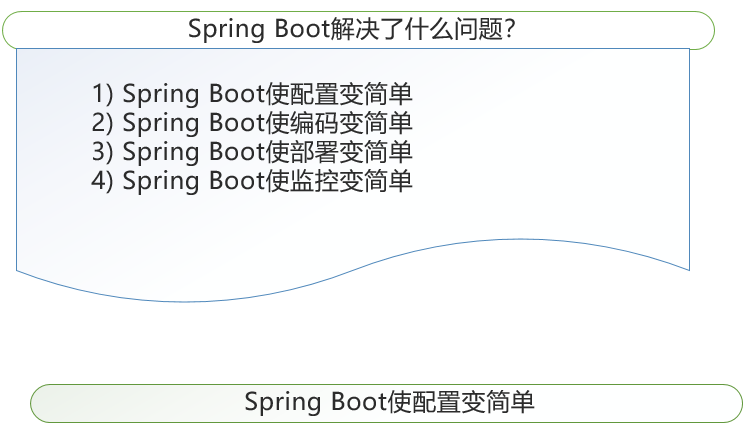 Spring Boot解决了什么问题？
1) Spring Boot使配置变简单
2) Spring Boot使编码变简单
3) Spring Boot使部署变简单
4) Spring Boot使监控变简单
Spring Boot使配置变简单